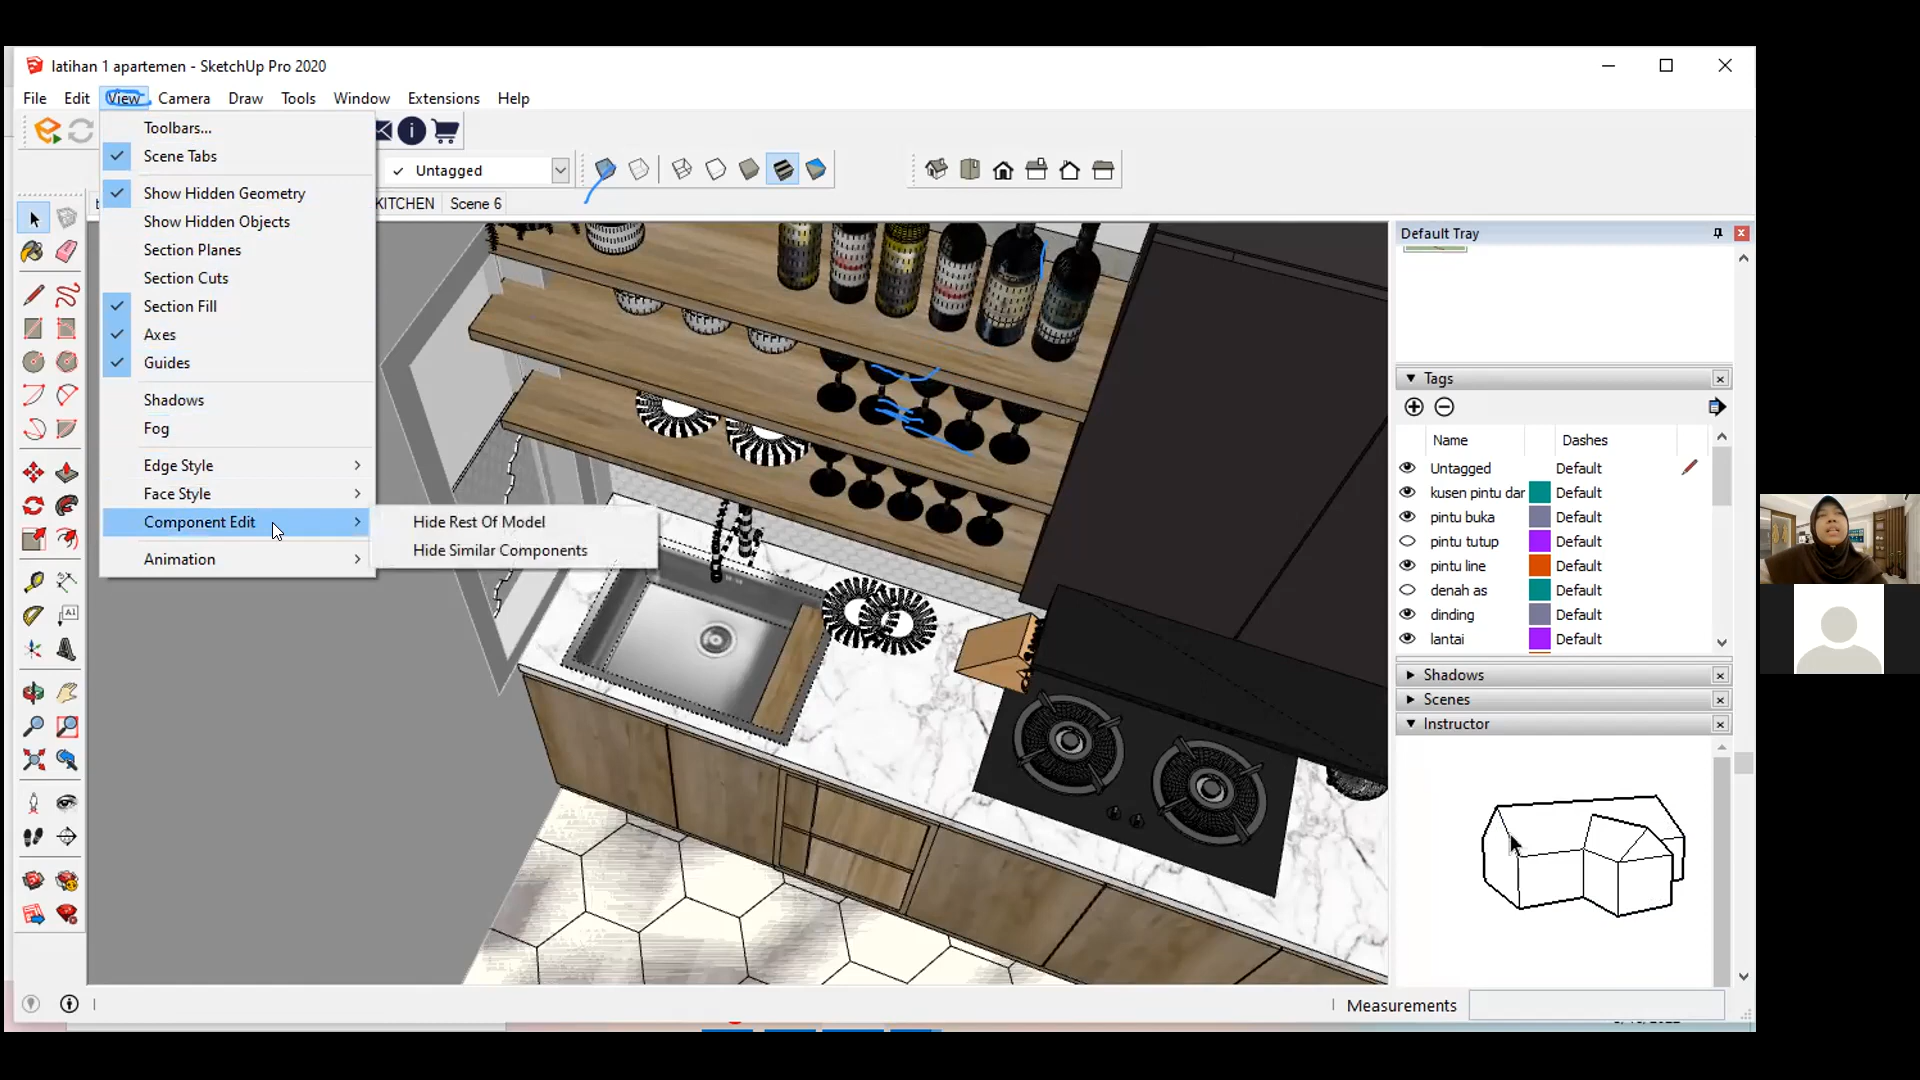 latihan 1 apartemen - SketchUp Pro 2020
File Edit View Camera Draw Tools Window Extensions Help
Toolbars...
Scene Tabs
Show Hidden Geometry
Show Hidden Objects
Section Planes
Section Cuts
Section Fill
Axes
Guides
Shadows
Fog
Edge Style
Face Style
Component Edit
Animation
Hide Rest Of Model
Hide Similar Components
Untagged
KITCHEN Scene 6
Default Tray
Tags
Name Dashes
Untagged Default
kusen pintu dar Default
pintu buka Default
pintu tutup Default
pintu line Default
denah as Default
dinding Default
lantai Default
Shadows
Scenes
Instructor
Measurements